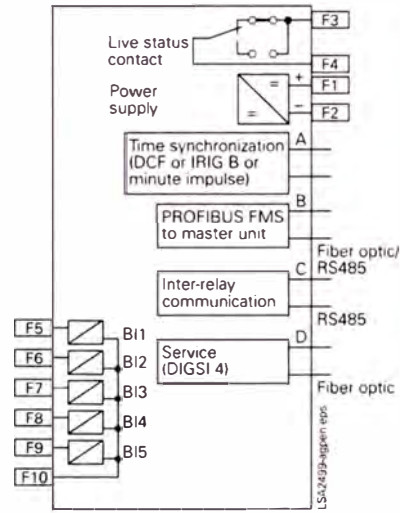 F3
Live status
contact
F4
Power
supply
= + F1
= − F2
Time synchronization
(DCF or IRIG B or
minute impulse)
A
PROFIBUS FMS
to master unit
B
Fiber optic/
RS485
Inter-relay
communication
C
RS485
Service
(DIGSI 4)
D
Fiber optic
F5 BI1
F6 BI2
F7 BI3
F8 BI4
F9 BI5
F10
LSA2499-agpen.eps